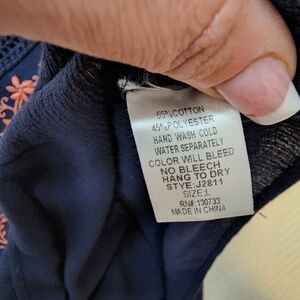 55%COTTON
45%POLYESTER
HAND WASH COLD
WATER SEPARATELY
COLOR WILL BLEED
NO BLEECH
HANG TO DRY
STYE:J2811
SIZE:L
RN#:130733
MADE IN CHINA